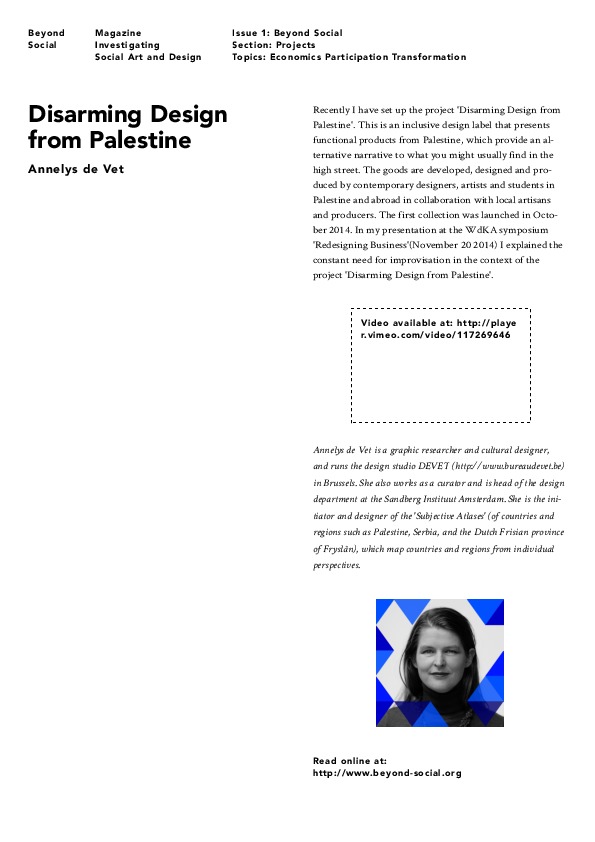 Beyond
Social
Magazine
Investigating
Social Art and Design
Issue 1: Beyond Social
Section: Projects
Topics: Economics Participation Transformation
Disarming Design
from Palestine
Annelys de Vet
Recently I have set up the project 'Disarming Design from
Palestine'. This is an inclusive design label that presents
functional products from Palestine, which provide an al-
ternative narrative to what you might usually find in the
high street. The goods are developed, designed and pro-
duced by contemporary designers, artists and students in
Palestine and abroad in collaboration with local artisans
and producers. The first collection was launched in Octo-
ber 2014. In my presentation at the WdKA symposium
'Redesigning Business'(November 20 2014) I explained the
constant need for improvisation in the context of the
project 'Disarming Design from Palestine'.
Video available at: http://playe
r.vimeo.com/video/117269646
Annelys de Vet is a graphic researcher and cultural designer,
and runs the design studio DEVET (http://www.bureaudevet.be)
in Brussels. She also works as a curator and is head of the design
department at the Sandberg Instituut Amsterdam. She is the ini-
tiator and designer of the 'Subjective Atlases' (of countries and
regions such as Palestine, Serbia, and the Dutch Frisian province
of Fryslân), which map countries and regions from individual
perspectives.
Read online at:
http://www.beyond-social.org